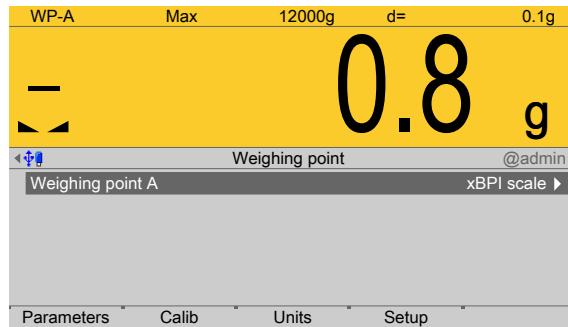 WP-A Max 12000g d= 0.1g
– 0.8 g
Weighing point @admin
Weighing point A xBPI scale
Parameters Calib Units Setup